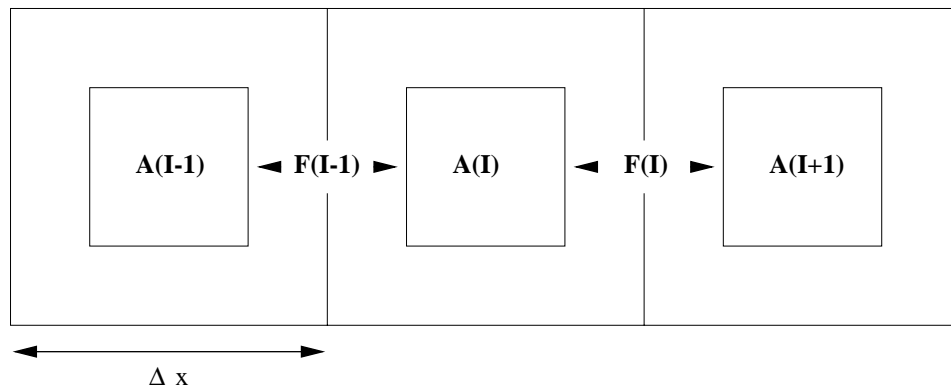 A(I-1) F(I-1) A(I) F(I) A(I+1)
Δ x